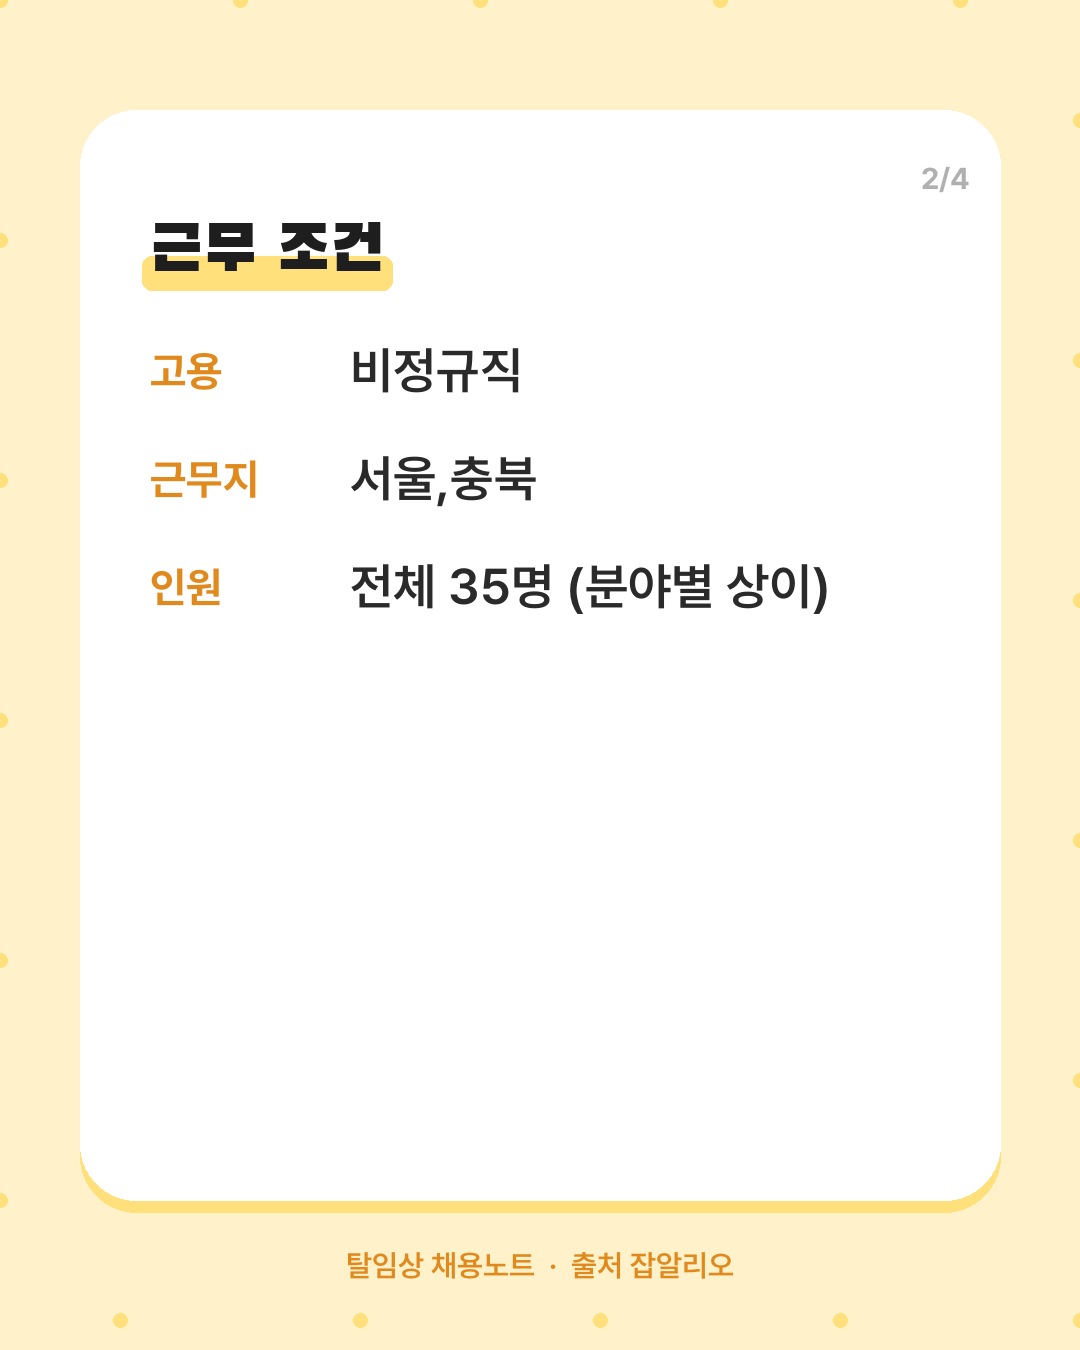 2/4
근무 조건
고용 비정규직
근무지 서울,충북
인원 전체 35명 (분야별 상이)
탈임상 채용노트 · 출처 잡알리오